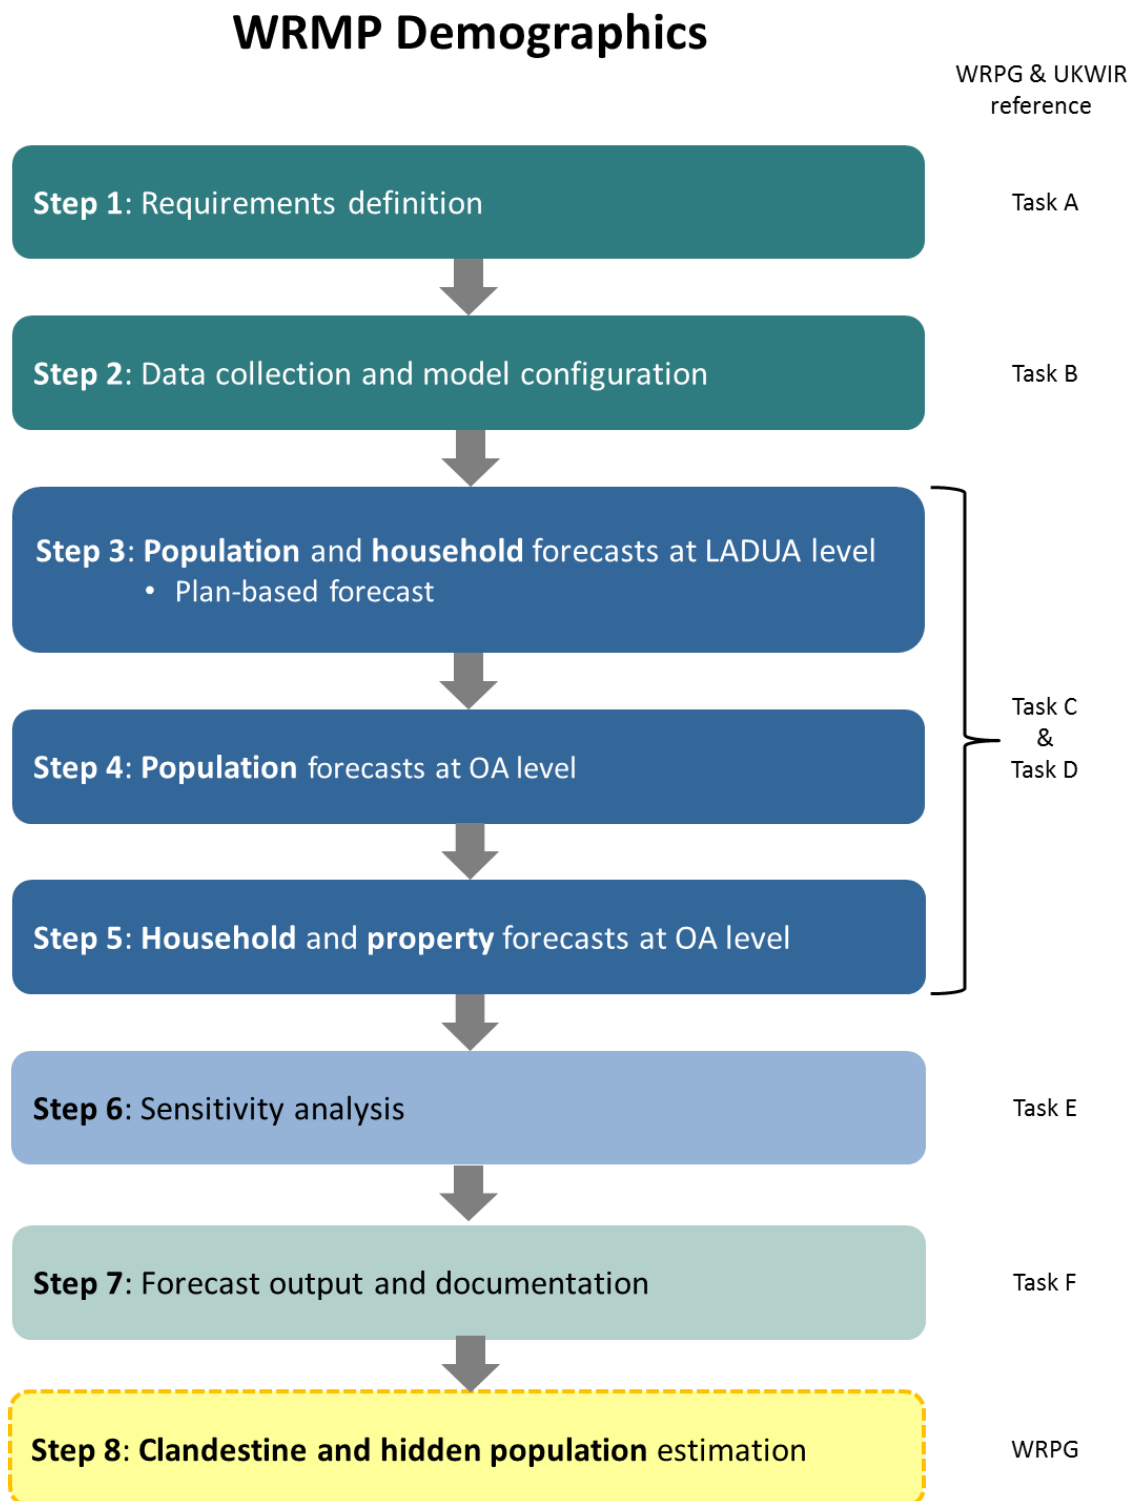 WRMP Demographics
WRPG & UKWIR
reference
Step 1: Requirements definition
Task A
Step 2: Data collection and model configuration
Task B
Step 3: Population and household forecasts at LADUA level
• Plan-based forecast
Step 4: Population forecasts at OA level
Task C
&
Task D
Step 5: Household and property forecasts at OA level
Step 6: Sensitivity analysis
Task E
Step 7: Forecast output and documentation
Task F
Step 8: Clandestine and hidden population estimation
WRPG